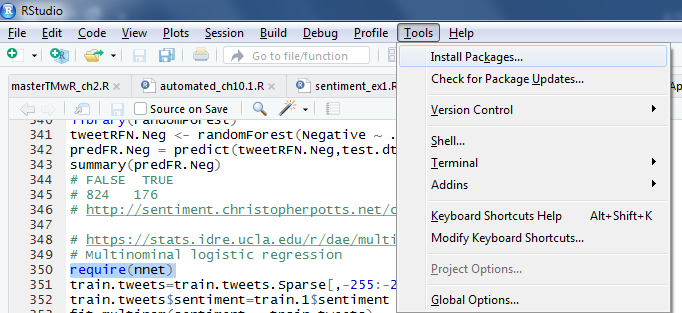 RStudio
File Edit Code View Plots Session Build Debug Profile Tools Help
Go to file/function
masterTMwR_ch2.R automated_ch10.1.R sentiment_ex1.R
Source on Save
Install Packages...
Check for Package Updates...
Version Control
Shell...
Terminal
Addins
Keyboard Shortcuts Help Alt+Shift+K
Modify Keyboard Shortcuts...
Project Options...
Global Options...
340 library(randomForest)
341 tweetRFN.Neg <- randomForest(Negative ~ .
342 predFR.Neg = predict(tweetRFN.Neg,test.dt
343 summary(predFR.Neg)
344 # FALSE TRUE
345 # 824 176
346 # http://sentiment.christopherpotts.net/
347
348 # https://stats.idre.ucla.edu/r/dae/multi
349 # Multinominal logistic regression
350 require(nnet)
351 train.tweets=train.tweets.Sparse[,-255:-2
352 train.tweets$sentiment=train.1$sentiment